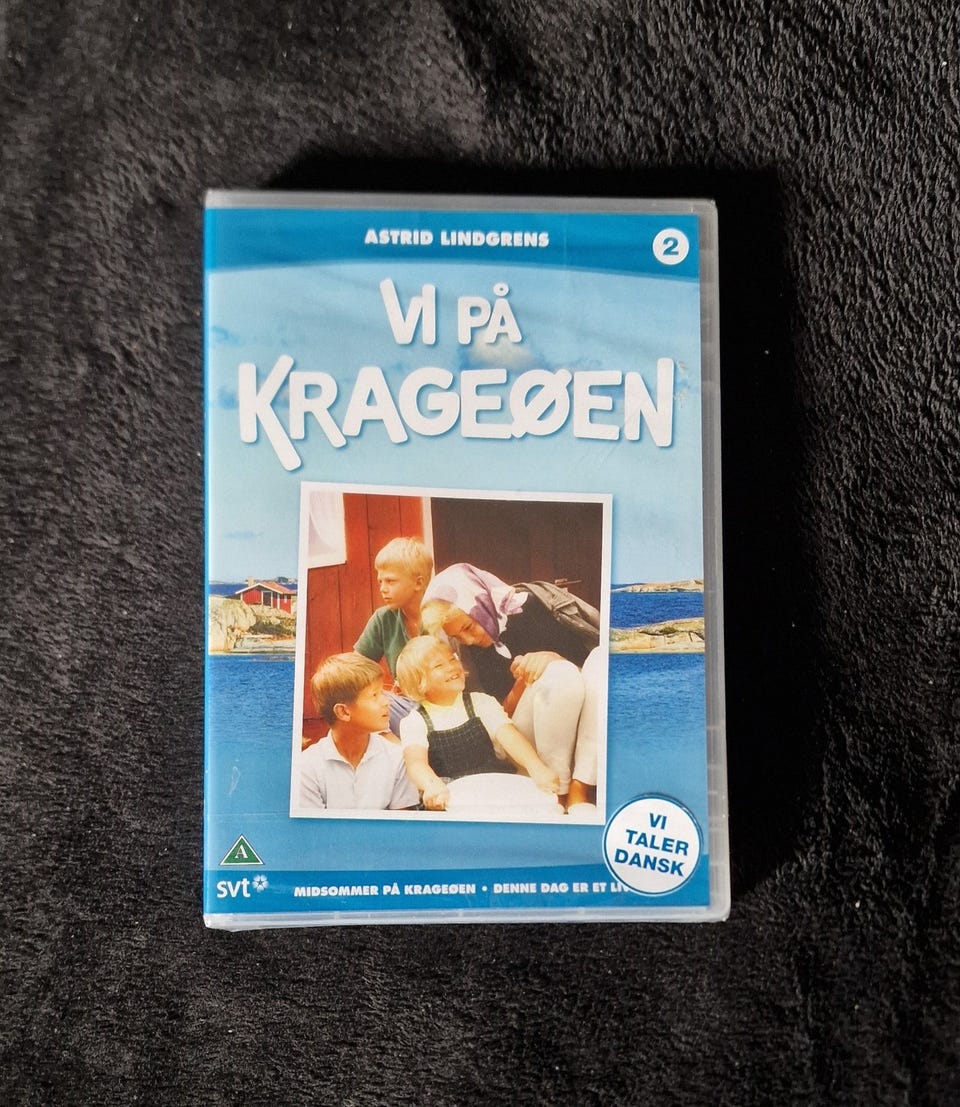 ASTRID LINDGRENS
2
VI PÅ
KRAGEØEN
VI
TALER
DANSK
A
svt
MIDSOMMER PÅ KRAGEØEN • DENNE DAG ER ET